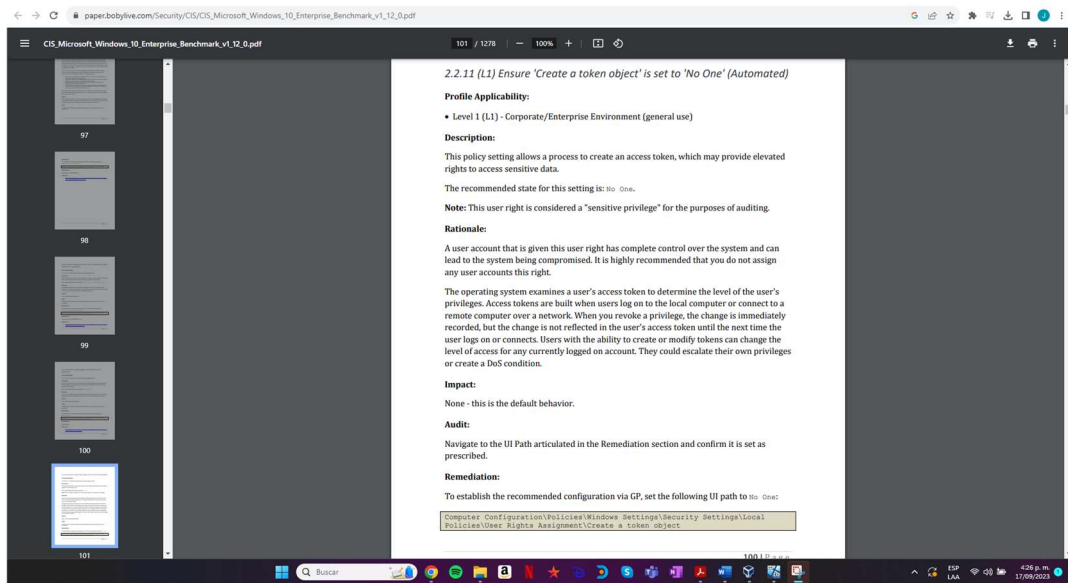 paper.bobylive.com/Security/CIS/CIS_Microsoft_Windows_10_Enterprise_Benchmark_v1_12_0.pdf
CIS_Microsoft_Windows_10_Enterprise_Benchmark_v1_12_0.pdf
101 / 1278
100%
97
98
99
100
101
2.2.11 (L1) Ensure 'Create a token object' is set to 'No One' (Automated)
Profile Applicability:
• Level 1 (L1) - Corporate/Enterprise Environment (general use)
Description:
This policy setting allows a process to create an access token, which may provide elevated
rights to access sensitive data.
The recommended state for this setting is: No One.
Note: This user right is considered a "sensitive privilege" for the purposes of auditing.
Rationale:
A user account that is given this user right has complete control over the system and can
lead to the system being compromised. It is highly recommended that you do not assign
any user accounts this right.
The operating system examines a user's access token to determine the level of the user's
privileges. Access tokens are built when users log on to the local computer or connect to a
remote computer over a network. When you revoke a privilege, the change is immediately
recorded, but the change is not reflected in the user's access token until the next time the
user logs on or connects. Users with the ability to create or modify tokens can change the
level of access for any currently logged on account. They could escalate their own privileges
or create a DoS condition.
Impact:
None - this is the default behavior.
Audit:
Navigate to the UI Path articulated in the Remediation section and confirm it is set as
prescribed.
Remediation:
To establish the recommended configuration via GP, set the following UI path to No One:
Computer Configuration\Policies\Windows Settings\Security Settings\Local
Policies\User Rights Assignment\Create a token object
100 | Page
Buscar
ESP
LAA
4:26 p. m.
17/09/2023